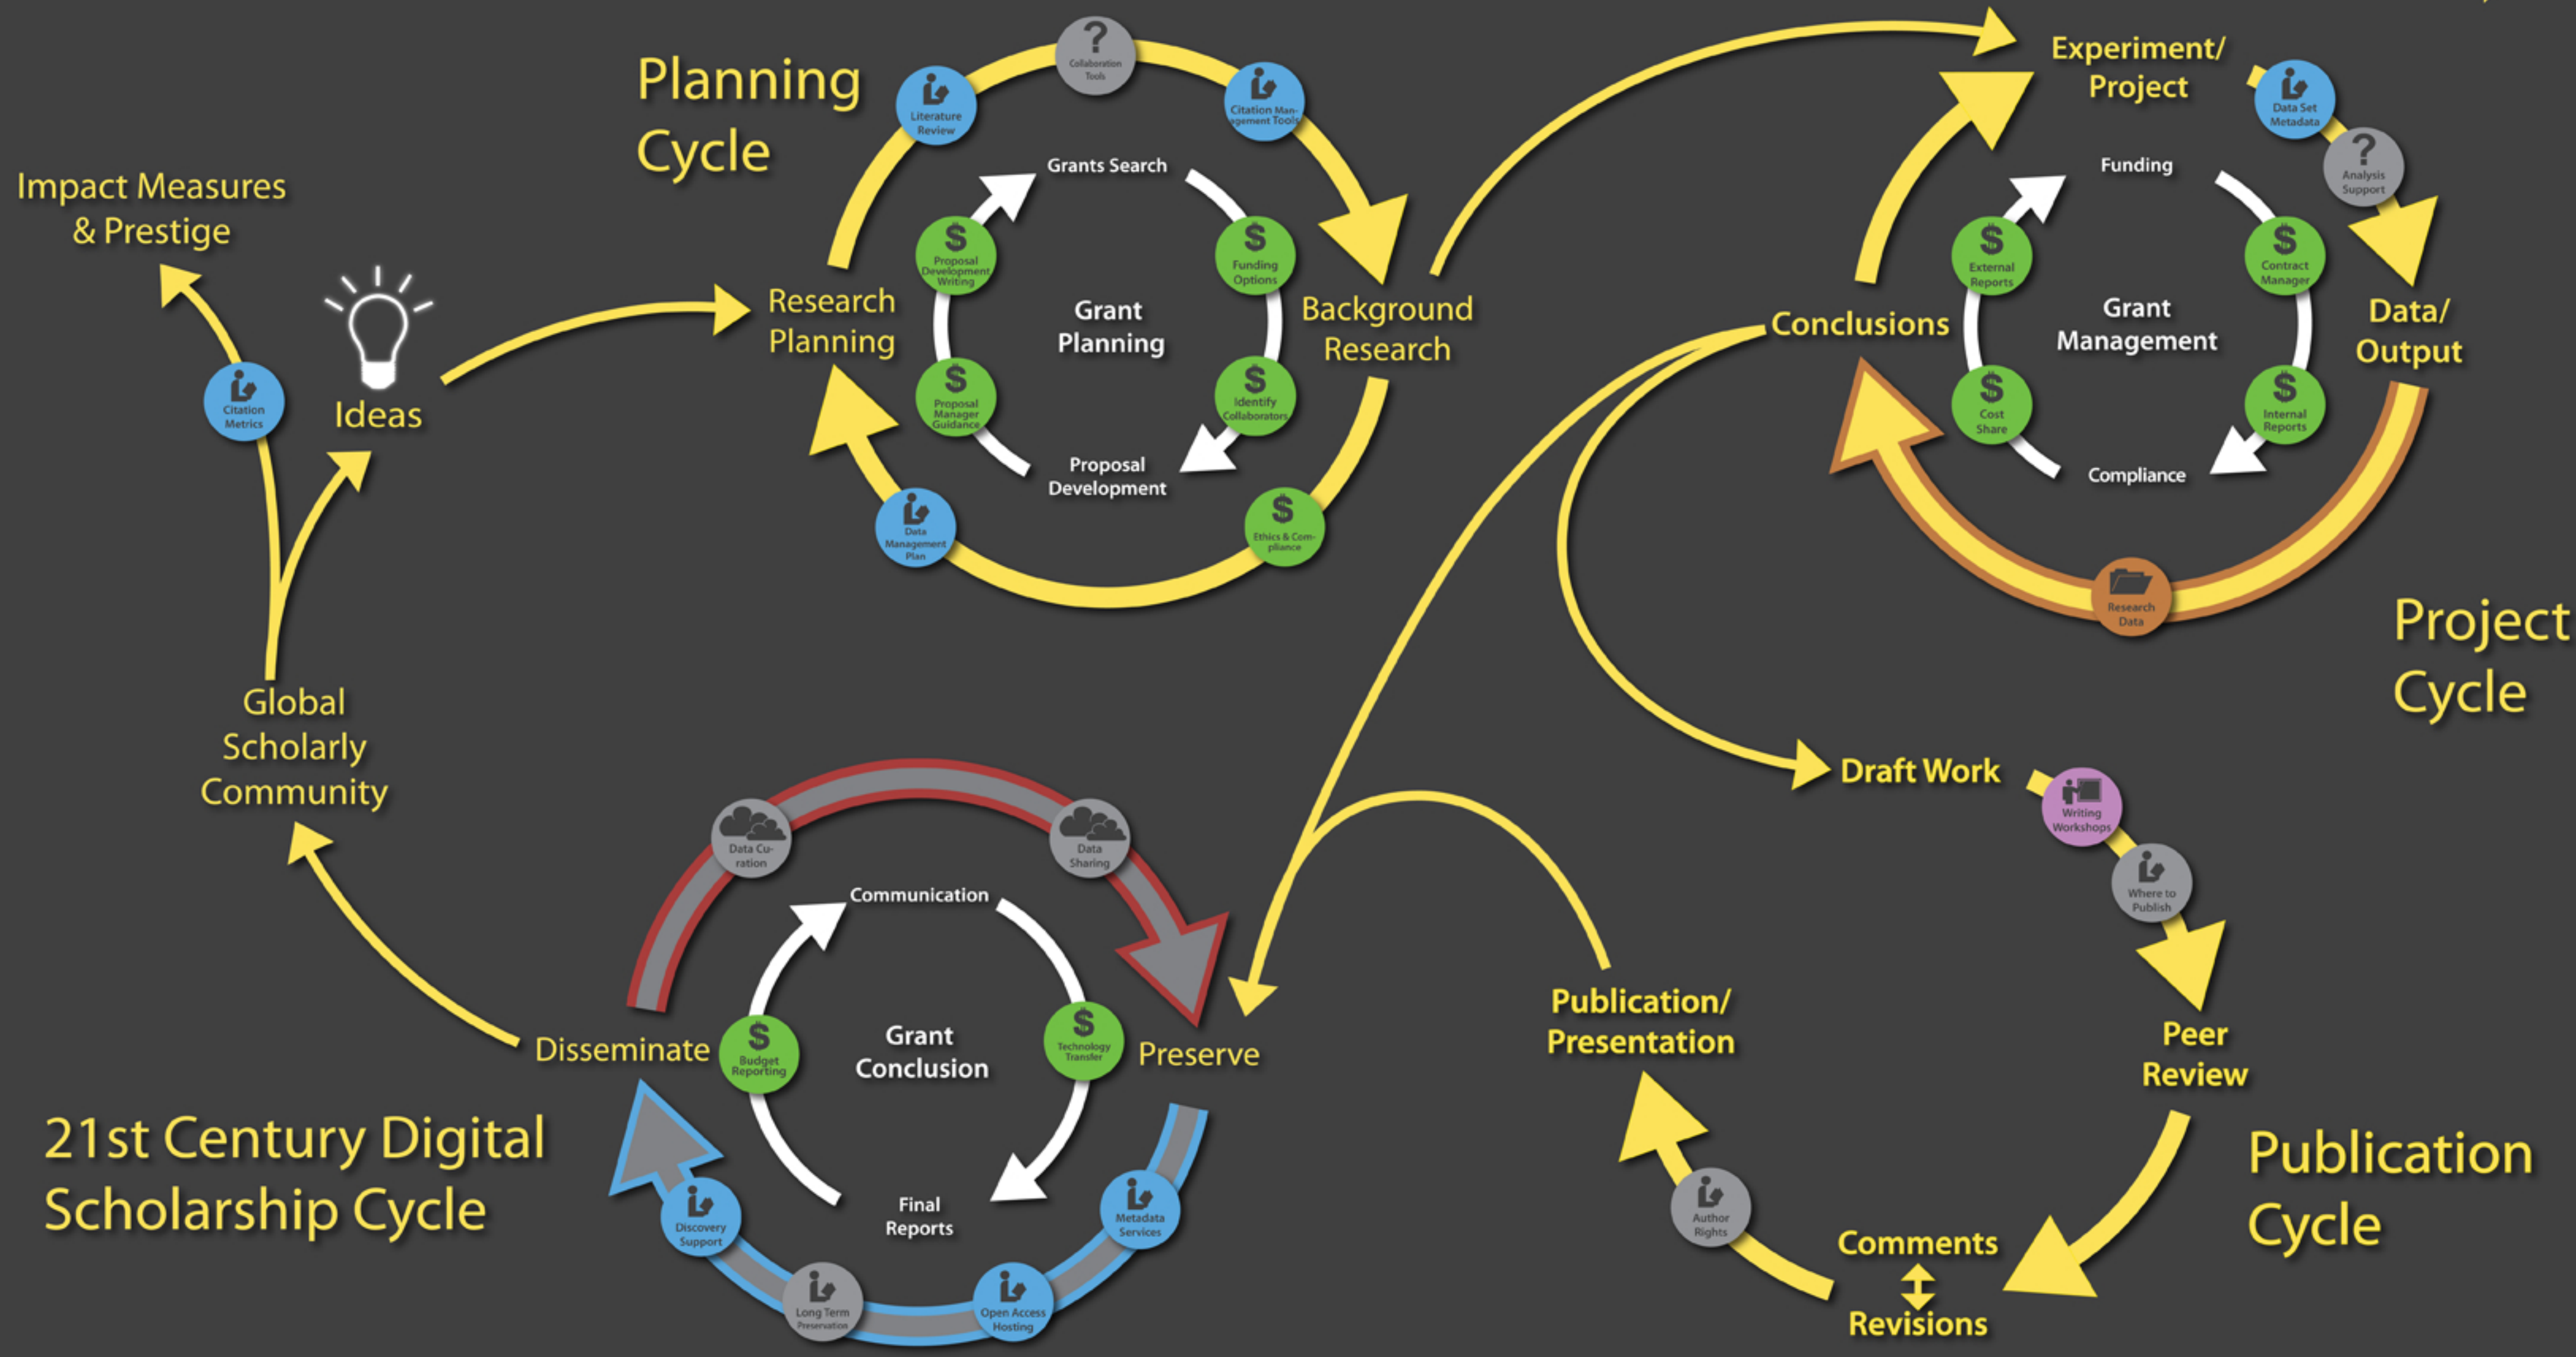 Planning
Cycle
?
Collaboration
Tools
Literature
Review
Citation Man-
agement Tools
Grants Search
$
Proposal
Development
Writing
$
Funding
Options
Research
Planning
Grant
Planning
Background
Research
$
Proposal
Manager
Guidance
$
Identify
Collaborators
Proposal
Development
Data
Management
Plan
$
Ethics & Com-
pliance
Impact Measures
& Prestige
Citation
Metrics
Ideas
Global
Scholarly
Community
Experiment/
Project
Data Set
Metadata
?
Analysis
Support
Funding
$
External
Reports
$
Contract
Manager
Conclusions
Grant
Management
Data/
Output
$
Cost
Share
$
Internal
Reports
Compliance
Research
Data
Project
Cycle
Draft Work
Writing
Workshops
Where to
Publish
Peer
Review
Publication/
Presentation
Author
Rights
Comments
Revisions
Publication
Cycle
Data Cu-
ration
Data
Sharing
Communication
Disseminate
$
Budget
Reporting
Grant
Conclusion
$
Technology
Transfer
Preserve
Final
Reports
Discovery
Support
Metadata
Services
Long Term
Preservation
Open Access
Hosting
21st Century Digital
Scholarship Cycle